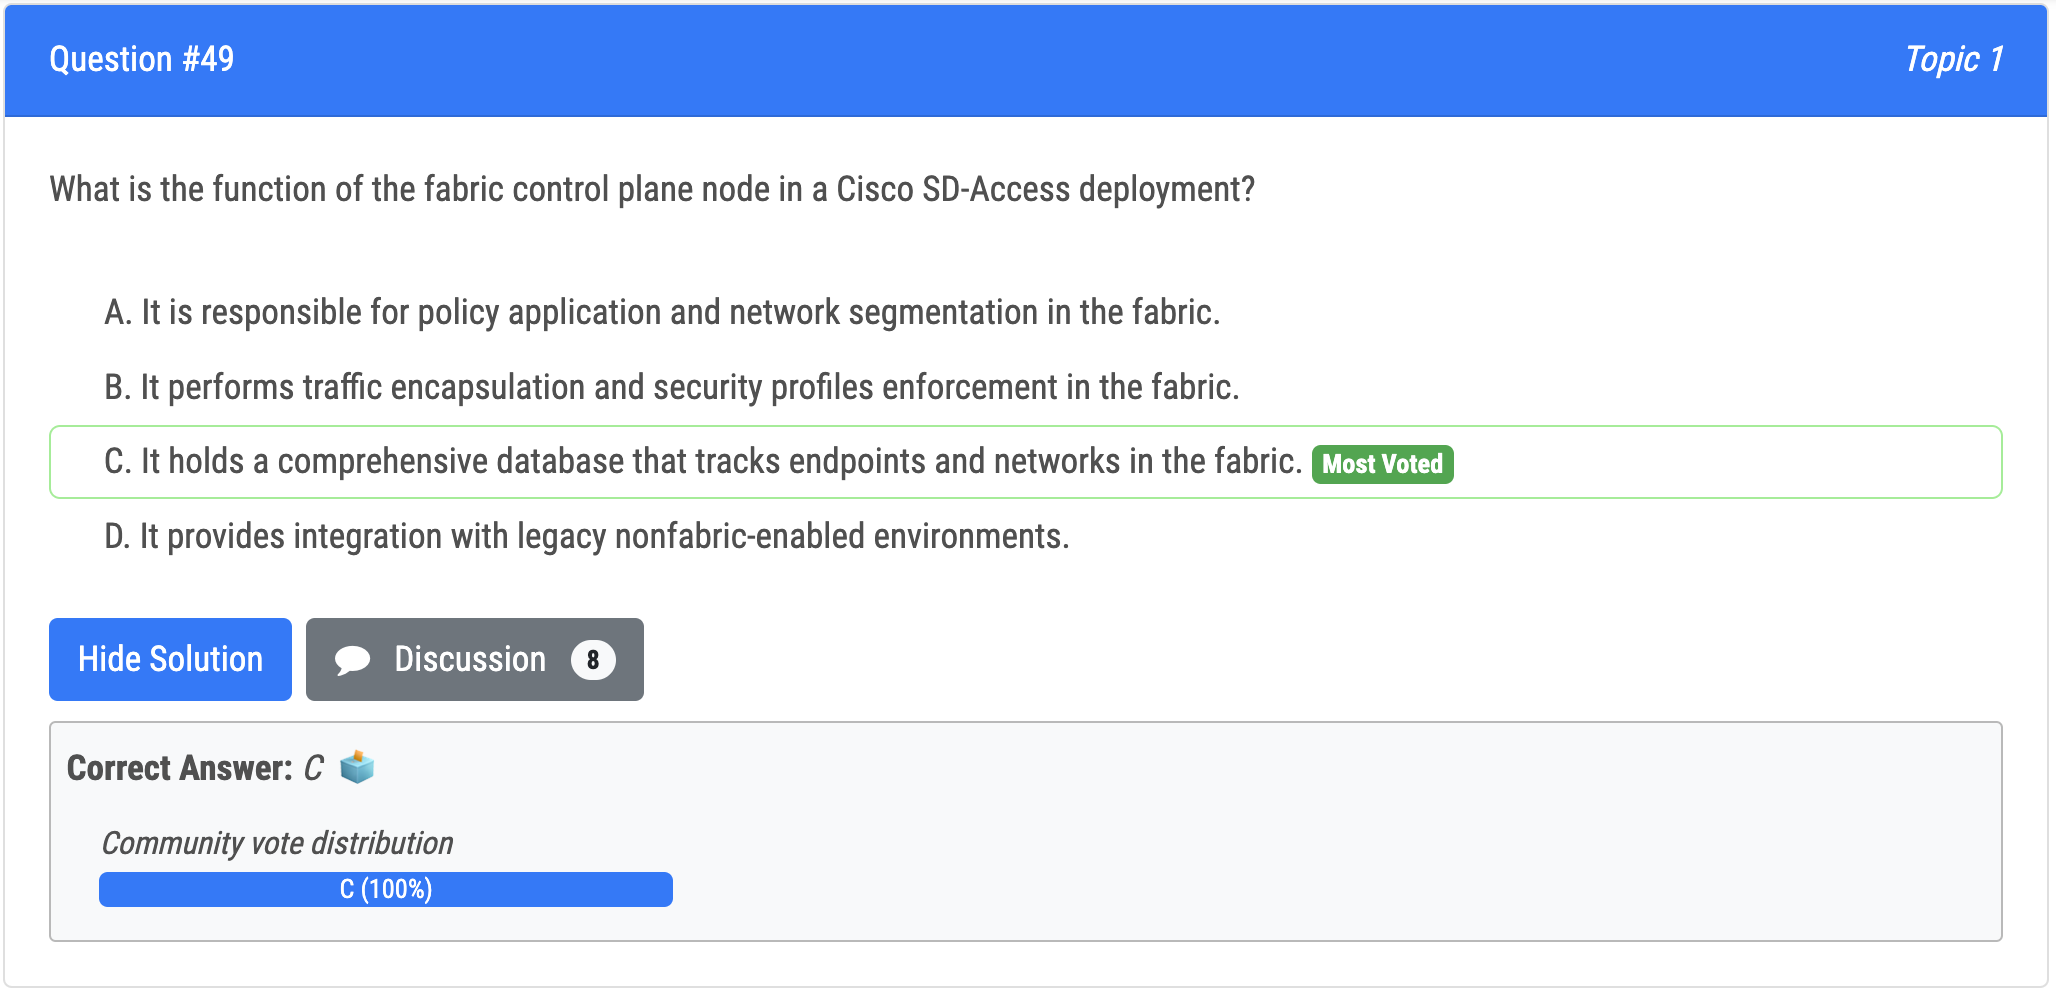 Question #49
Topic 1
What is the function of the fabric control plane node in a Cisco SD-Access deployment?
A. It is responsible for policy application and network segmentation in the fabric.
B. It performs traffic encapsulation and security profiles enforcement in the fabric.
C. It holds a comprehensive database that tracks endpoints and networks in the fabric. Most Voted
D. It provides integration with legacy nonfabric-enabled environments.
Hide Solution
Discussion 8
Correct Answer: C
Community vote distribution
C (100%)